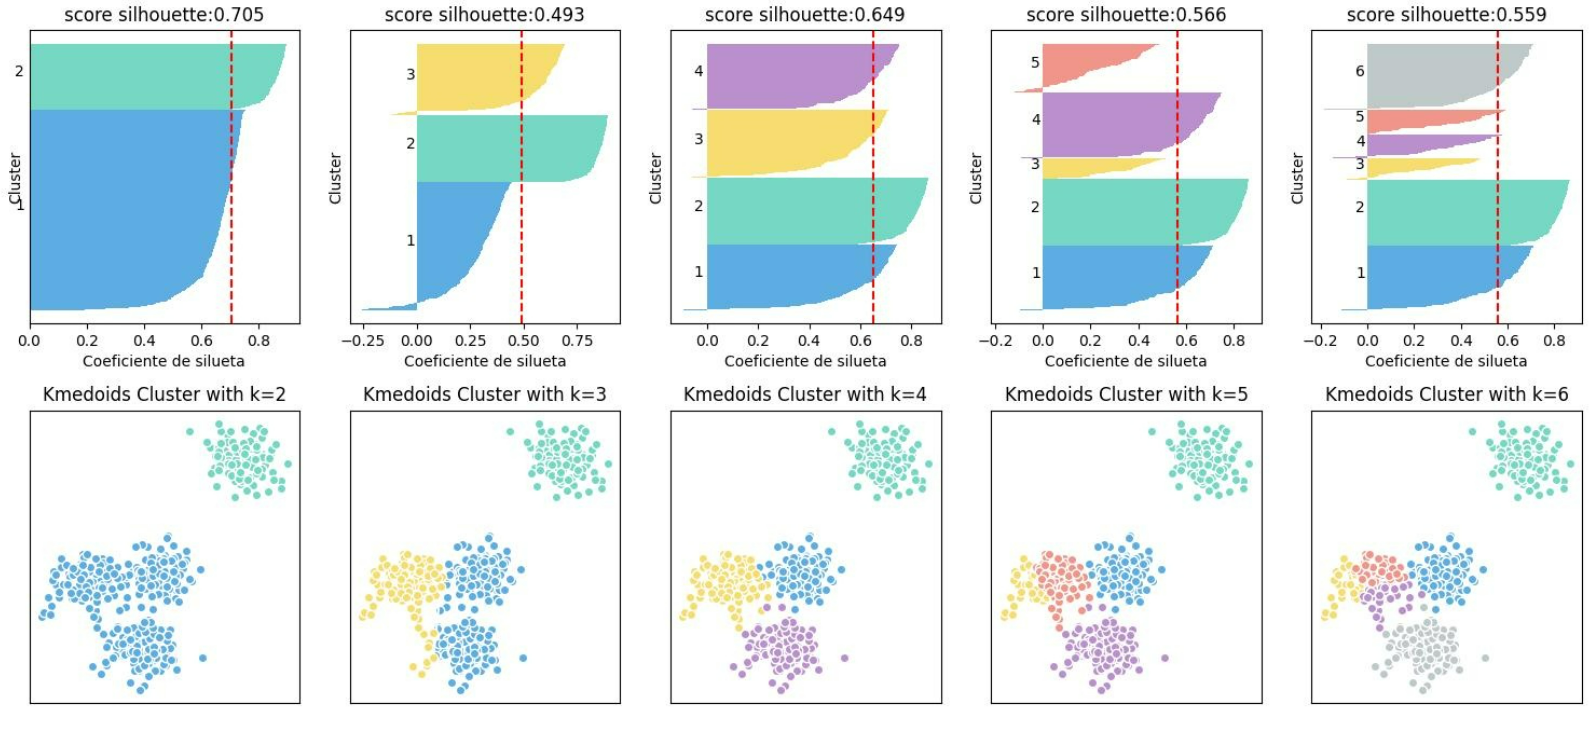 score silhouette:0.705
2
1
Cluster
0.0 0.2 0.4 0.6 0.8
Coeficiente de silueta
score silhouette:0.493
3
2
1
Cluster
−0.25 0.00 0.25 0.50 0.75
Coeficiente de silueta
score silhouette:0.649
4
3
2
1
Cluster
0.0 0.2 0.4 0.6 0.8
Coeficiente de silueta
score silhouette:0.566
5
4
3
2
1
Cluster
−0.2 0.0 0.2 0.4 0.6 0.8
Coeficiente de silueta
score silhouette:0.559
6
5
4
3
2
1
Cluster
−0.2 0.0 0.2 0.4 0.6 0.8
Coeficiente de silueta
Kmedoids Cluster with k=2
Kmedoids Cluster with k=3
Kmedoids Cluster with k=4
Kmedoids Cluster with k=5
Kmedoids Cluster with k=6